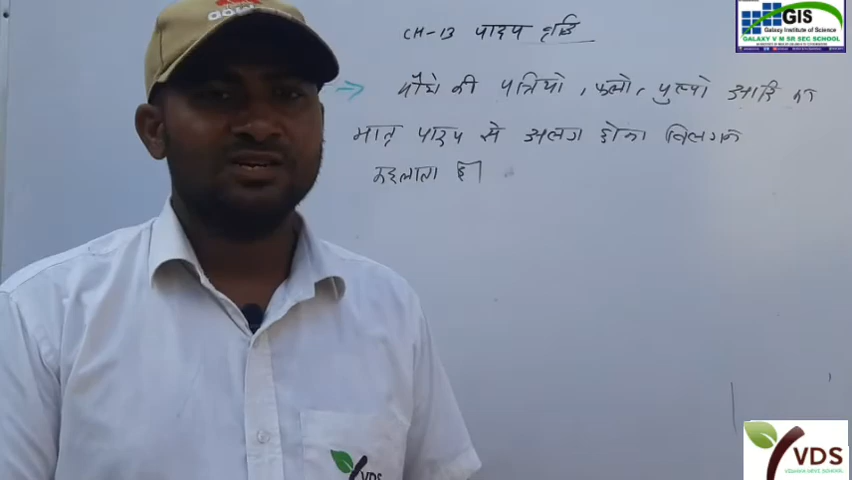 CH-13 पादप वृद्धि
→ पौधे की पत्तियो, फलो, पुष्पो आदि का
मातृ पादप से अलग होना विलगन
कहलाता है।
GIS
Galaxy Institute of Science
GALAXY V M SR SEC SCHOOL
VDS
VDS